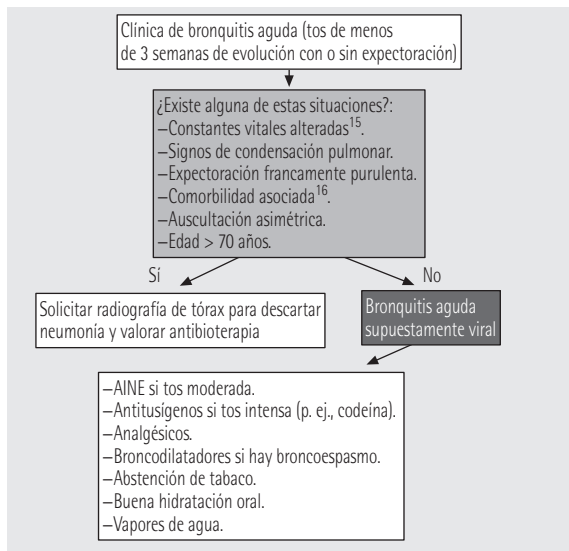 Clínica de bronquitis aguda (tos de menos
de 3 semanas de evolución con o sin expectoración)
¿Existe alguna de estas situaciones?:
–Constantes vitales alteradas15.
–Signos de condensación pulmonar.
–Expectoración francamente purulenta.
–Comorbilidad asociada16.
–Auscultación asimétrica.
–Edad > 70 años.
Sí
No
Solicitar radiografía de tórax para descartar
neumonía y valorar antibioterapia
Bronquitis aguda
supuestamente viral
–AINE si tos moderada.
–Antitusígenos si tos intensa (p. ej., codeína).
–Analgésicos.
–Broncodilatadores si hay broncoespasmo.
–Abstención de tabaco.
–Buena hidratación oral.
–Vapores de agua.